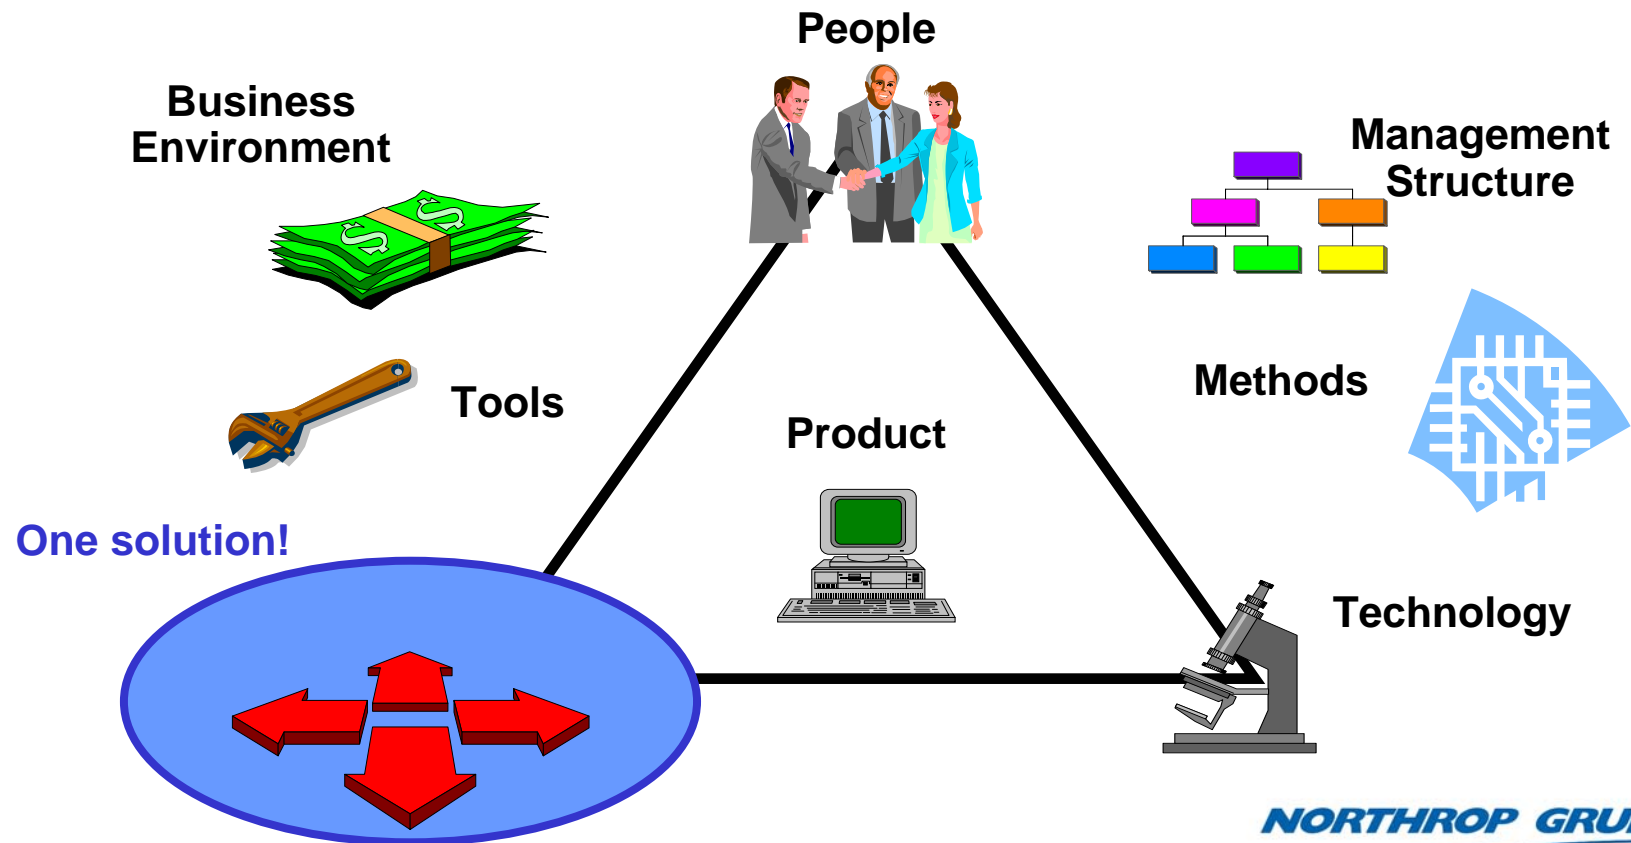 People
Business
Environment
Management
Structure
Tools
Methods
Product
One solution!
Technology
NORTHROP